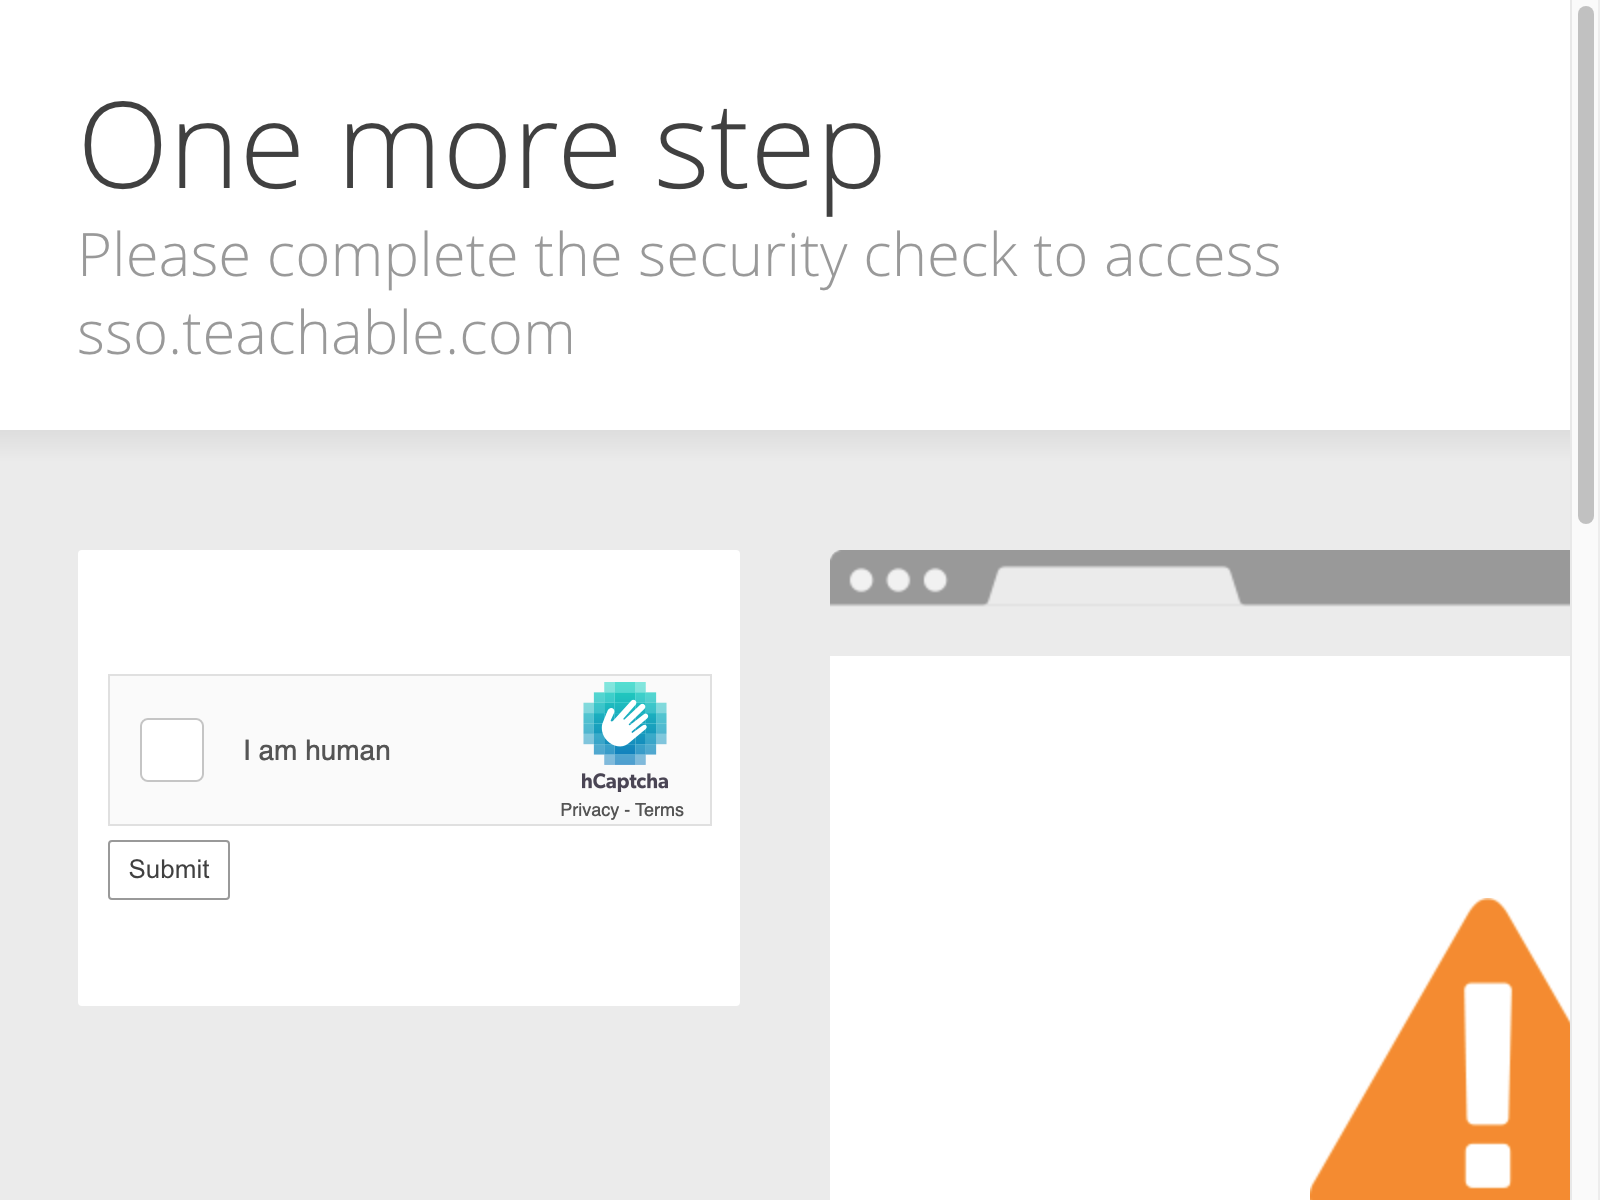 One more step
Please complete the security check to access
sso.teachable.com
I am human
hCaptcha
Privacy - Terms
Submit